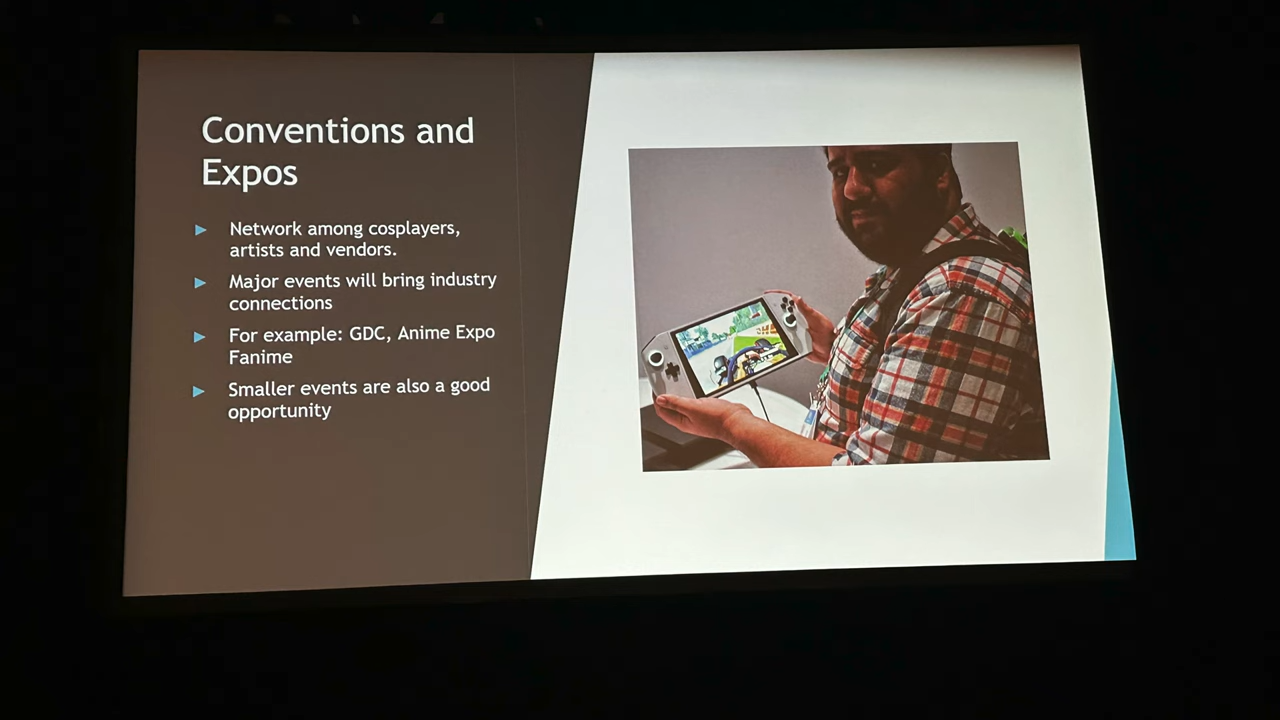 Conventions and
Expos
Network among cosplayers,
artists and vendors.
Major events will bring industry
connections
For example: GDC, Anime Expo
Fanime
Smaller events are also a good
opportunity